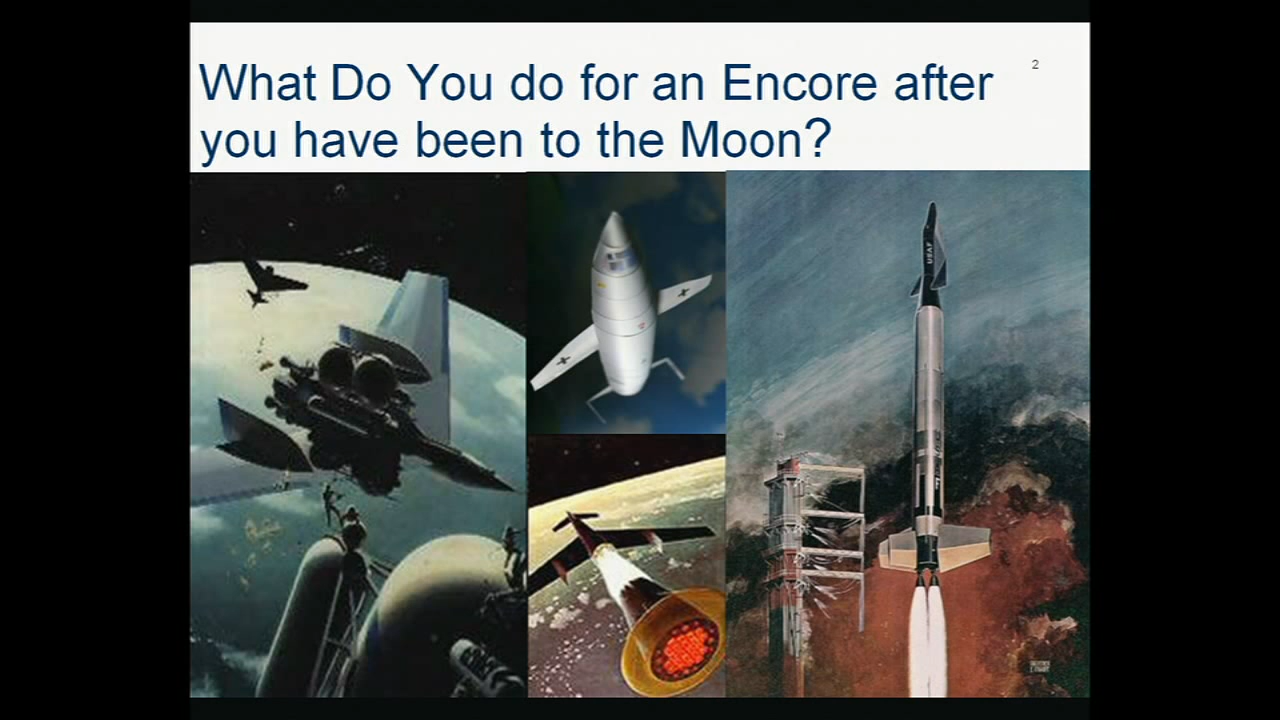 What Do You do for an Encore after
you have been to the Moon?
2
USAF